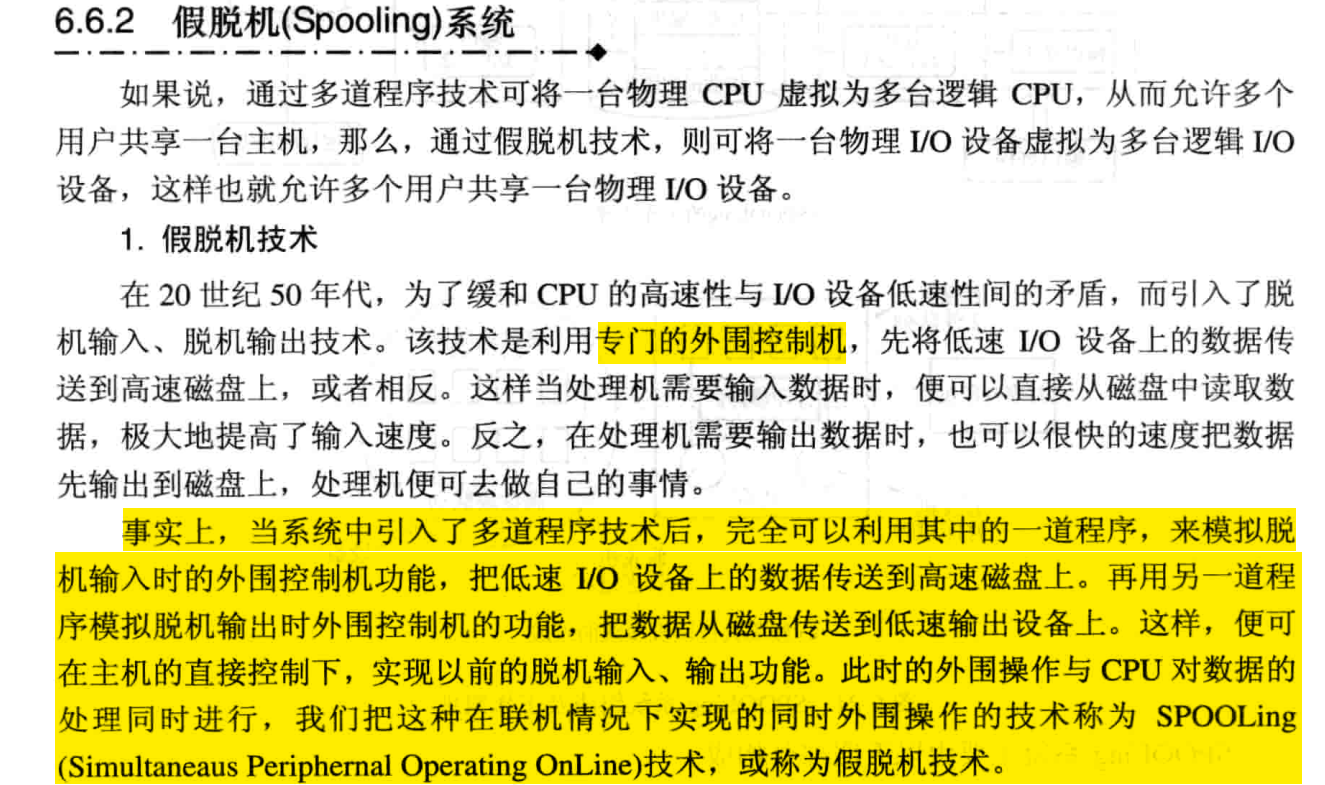 6.6.2 假脱机(Spooling)系统
如果说，通过多道程序技术可将一台物理 CPU 虚拟为多台逻辑 CPU，从而允许多个
用户共享一台主机，那么，通过假脱机技术，则可将一台物理 I/O 设备虚拟为多台逻辑 I/O
设备，这样也就允许多个用户共享一台物理 I/O 设备。
1. 假脱机技术
在 20 世纪 50 年代，为了缓和 CPU 的高速性与 I/O 设备低速性间的矛盾，而引入了脱
机输入、脱机输出技术。该技术是利用专门的外围控制机，先将低速 I/O 设备上的数据传
送到高速磁盘上，或者相反。这样当处理机需要输入数据时，便可以直接从磁盘中读取数
据，极大地提高了输入速度。反之，在处理机需要输出数据时，也可以很快的速度把数据
先输出到磁盘上，处理机便可去做自己的事情。
事实上，当系统中引入了多道程序技术后，完全可以利用其中的一道程序，来模拟脱
机输入时的外围控制机功能，把低速 I/O 设备上的数据传送到高速磁盘上。再用另一道程
序模拟脱机输出时外围控制机的功能，把数据从磁盘传送到低速输出设备上。这样，便可
在主机的直接控制下，实现以前的脱机输入、输出功能。此时的外围操作与 CPU 对数据的
处理同时进行，我们把这种在联机情况下实现的同时外围操作的技术称为 SPOOLing
(Simultaneaus Periphernal Operating OnLine)技术，或称为假脱机技术。